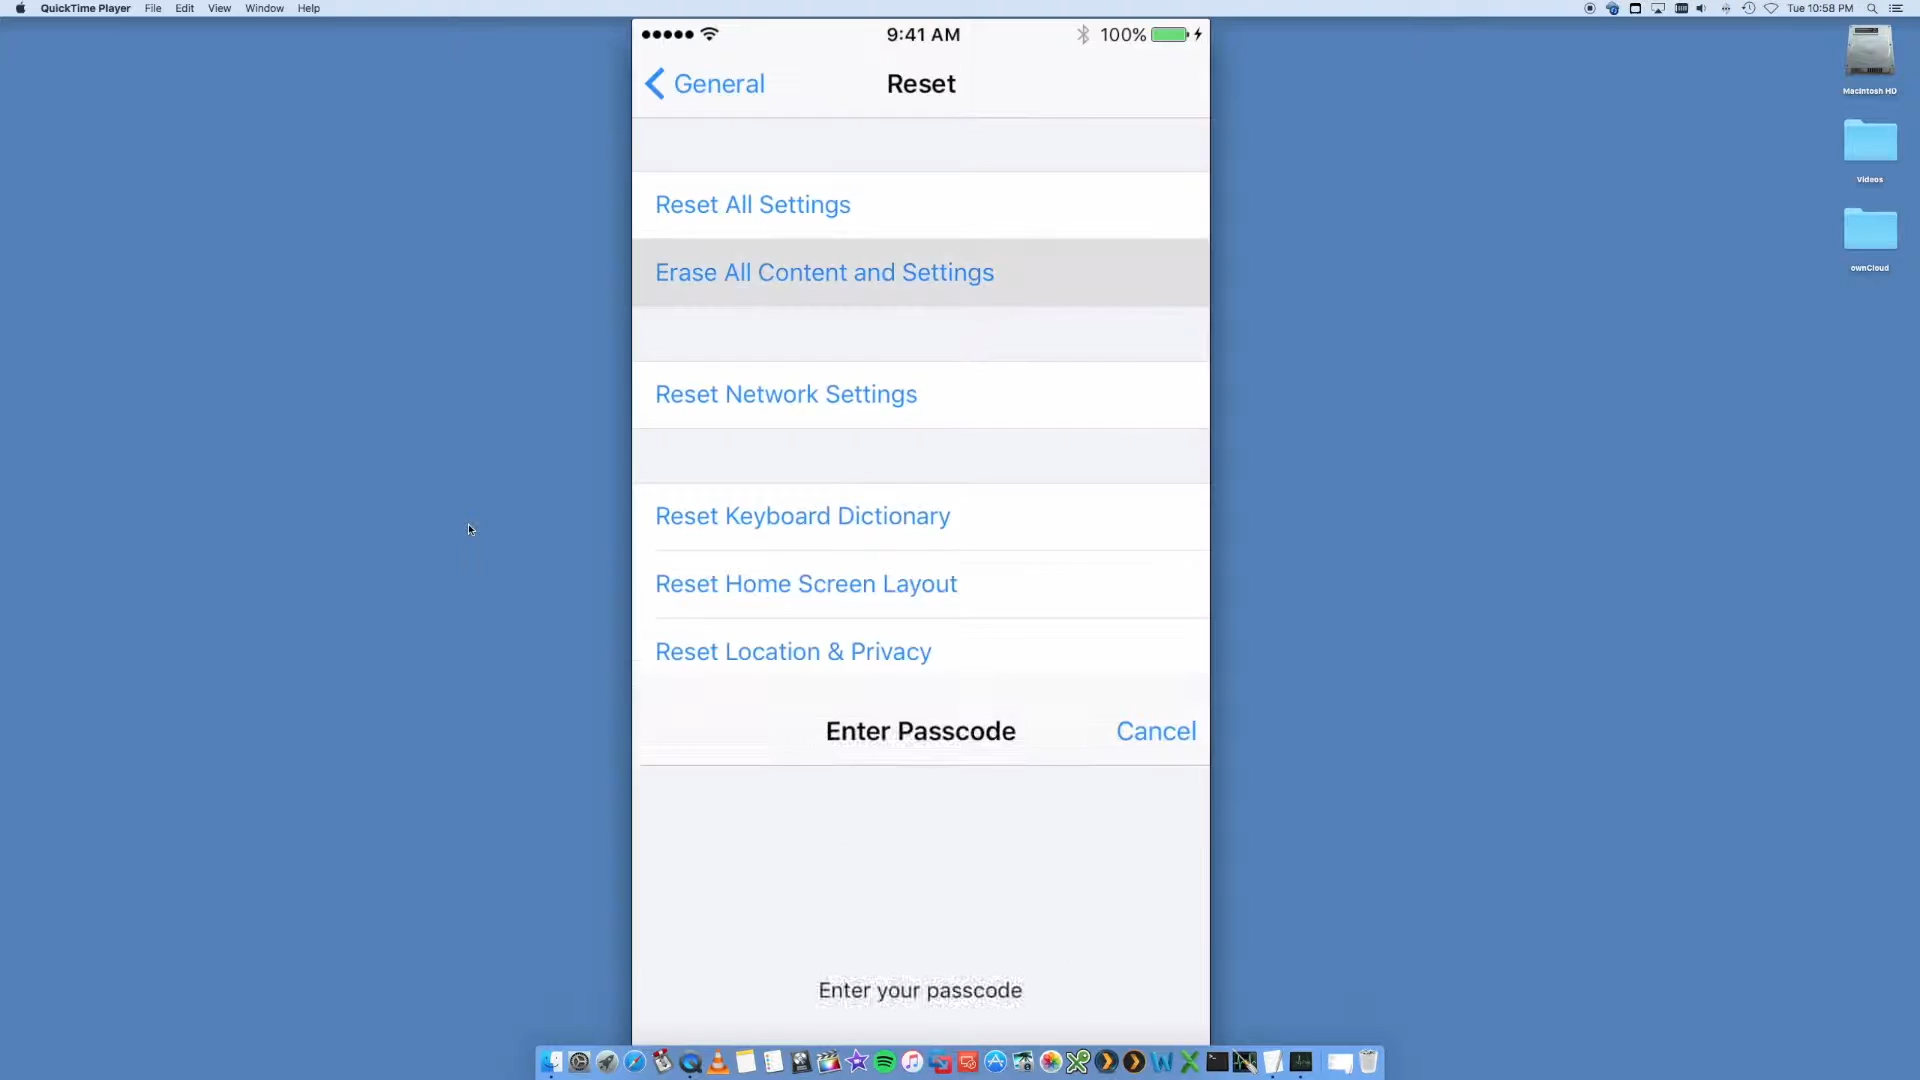 QuickTime Player File Edit View Window Help Tue 10:58 PM
9:41 AM 100%
General Reset
Macintosh HD
Videos
Reset All Settings
ownCloud
Erase All Content and Settings
Reset Network Settings
Reset Keyboard Dictionary
Reset Home Screen Layout
Reset Location & Privacy
Enter Passcode Cancel
Enter your passcode